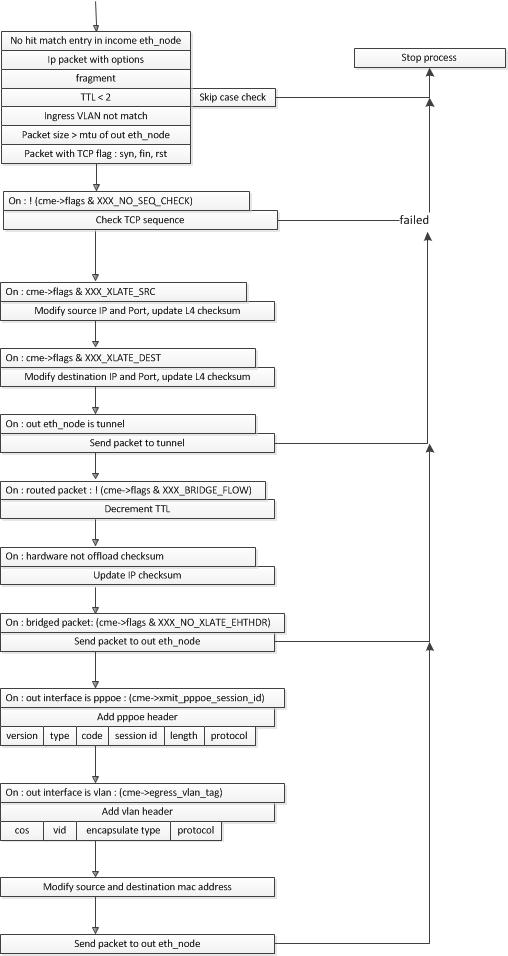 No hit match entry in income eth_node
Ip packet with options
Stop process
fragment
TTL < 2
Skip case check
Ingress VLAN not match
Packet size > mtu of out eth_node
Packet with TCP flag : syn, fin, rst
On : ! (cme->flags & XXX_NO_SEQ_CHECK)
Check TCP sequence
failed
On : cme->flags & XXX_XLATE_SRC
Modify source IP and Port, update L4 checksum
On : cme->flags & XXX_XLATE_DEST
Modify destination IP and Port, update L4 checksum
On : out eth_node is tunnel
Send packet to tunnel
On : routed packet : ! (cme->flags & XXX_BRIDGE_FLOW)
Decrement TTL
On : hardware not offload checksum
Update IP checksum
On : bridged packet: (cme->flags & XXX_NO_XLATE_EHTHDR)
Send packet to out eth_node
On : out interface is pppoe : (cme->xmit_pppoe_session_id)
Add pppoe header
version type code session id length protocol
On : out interface is vlan : (cme->egress_vlan_tag)
Add vlan header
cos vid encapsulate type protocol
Modify source and destination mac address
Send packet to out eth_node